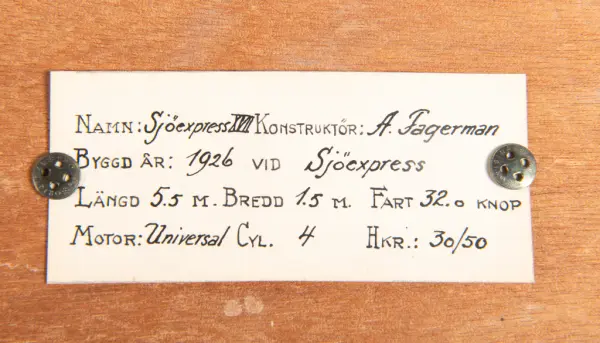 NAMN: Sjöexpress XVII KONSTRUKTÖR: A. Fagerman
BYGGD ÅR: 1926 VID Sjöexpress
LÄNGD 5.5 M. BREDD 1.5 M. FART 32.0 KNOP
MOTOR: Universal CYL. 4 HKR.: 30/50